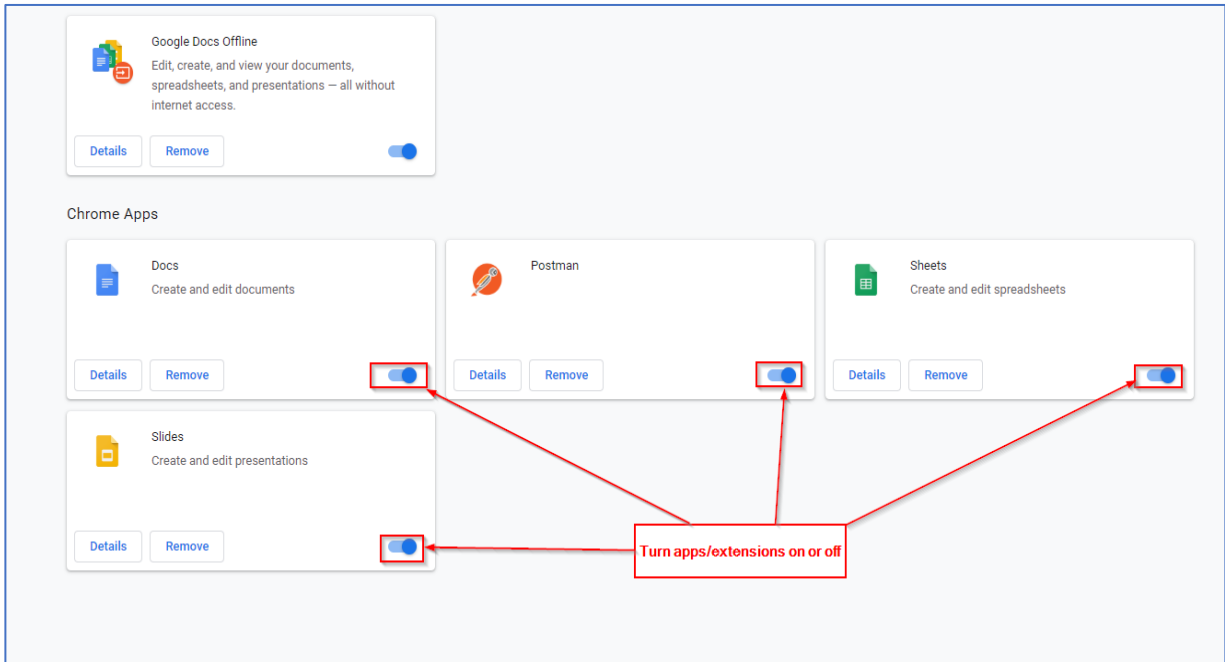 Google Docs Offline
Edit, create, and view your documents,
spreadsheets, and presentations — all without
internet access.
Details Remove
Chrome Apps
Docs
Create and edit documents
Details Remove
Postman
Details Remove
Sheets
Create and edit spreadsheets
Details Remove
Slides
Create and edit presentations
Details Remove
Turn apps/extensions on or off